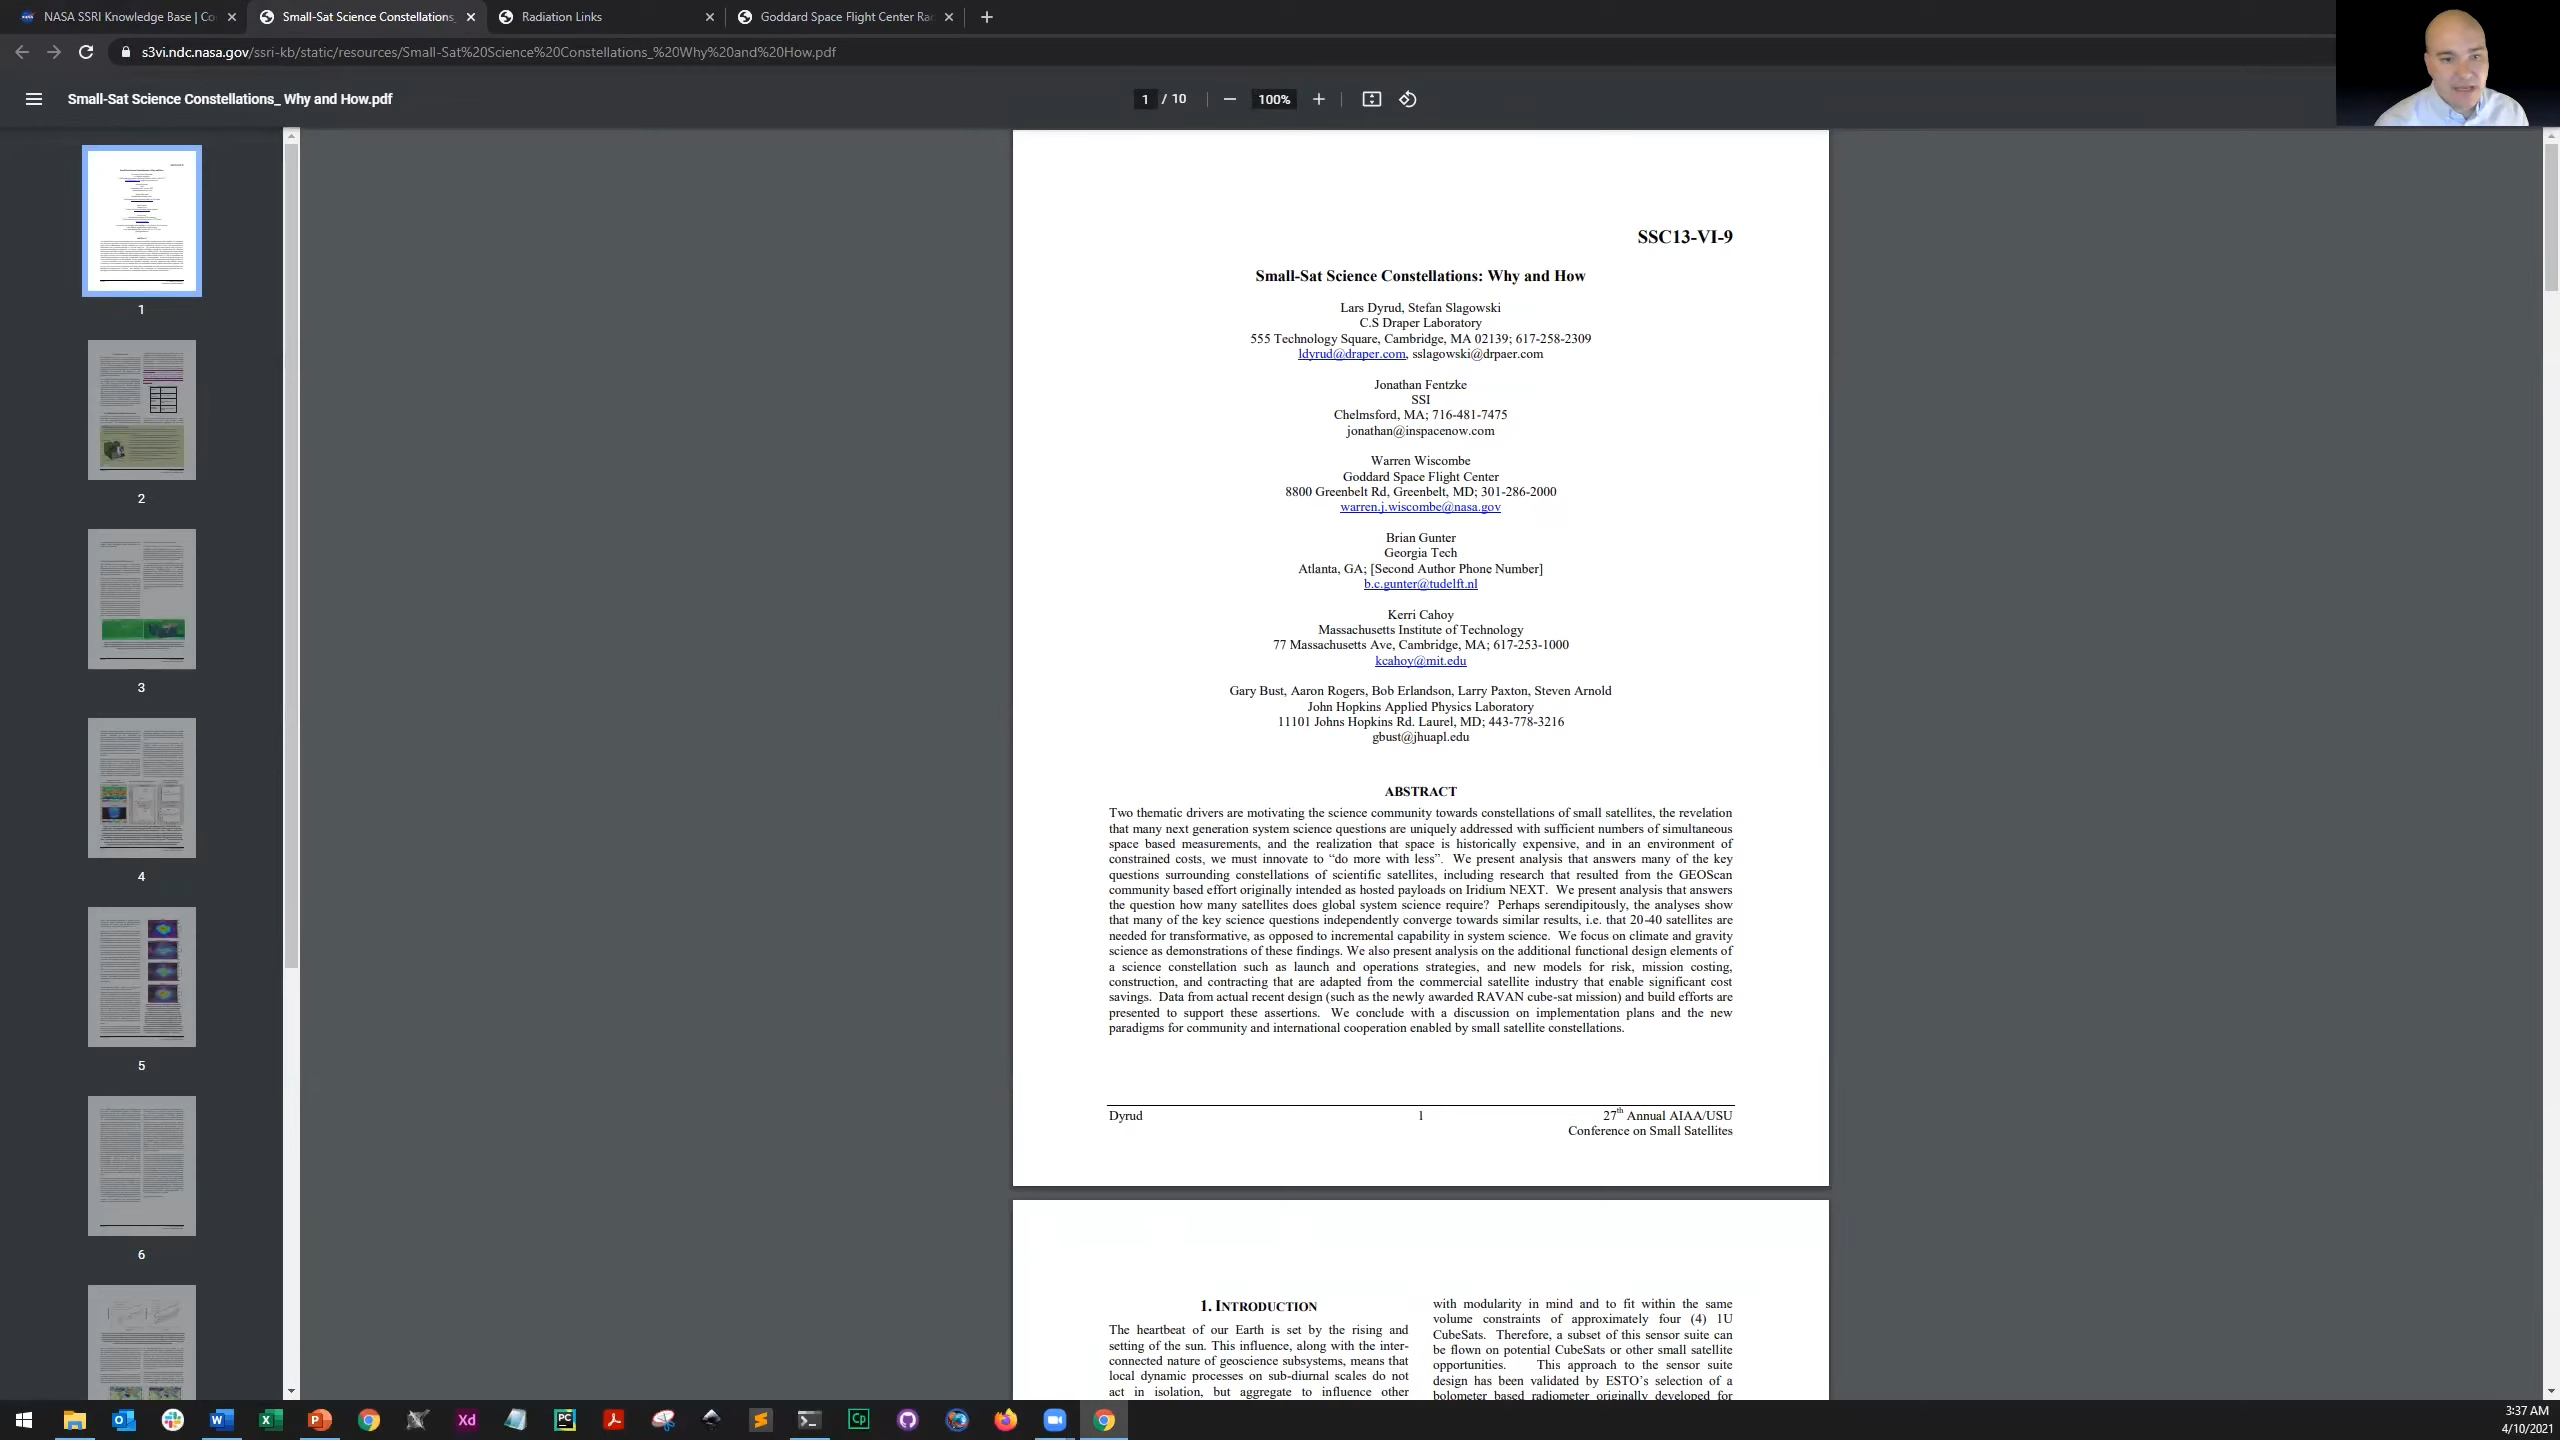 NASA SSRI Knowledge Base | Co
Small-Sat Science Constellations_
Radiation Links
Goddard Space Flight Center Rad
s3vi.ndc.nasa.gov/ssri-kb/static/resources/Small-Sat%20Science%20Constellations_%20Why%20and%20How.pdf
Small-Sat Science Constellations_ Why and How.pdf
1 / 10
100%
1
2
3
4
5
6
SSC13-VI-9
Small-Sat Science Constellations: Why and How
Lars Dyrud, Stefan Slagowski
C.S Draper Laboratory
555 Technology Square, Cambridge, MA 02139; 617-258-2309
ldyrud@draper.com, sslagowski@drpaer.com
Jonathan Fentzke
SSI
Chelmsford, MA; 716-481-7475
jonathan@inspacenow.com
Warren Wiscombe
Goddard Space Flight Center
8800 Greenbelt Rd, Greenbelt, MD; 301-286-2000
warren.j.wiscombe@nasa.gov
Brian Gunter
Georgia Tech
Atlanta, GA; [Second Author Phone Number]
b.c.gunter@tudelft.nl
Kerri Cahoy
Massachusetts Institute of Technology
77 Massachusetts Ave, Cambridge, MA; 617-253-1000
kcahoy@mit.edu
Gary Bust, Aaron Rogers, Bob Erlandson, Larry Paxton, Steven Arnold
John Hopkins Applied Physics Laboratory
11101 Johns Hopkins Rd. Laurel, MD; 443-778-3216
gbust@jhuapl.edu
ABSTRACT
Two thematic drivers are motivating the science community towards constellations of small satellites, the revelation
that many next generation system science questions are uniquely addressed with sufficient numbers of simultaneous
space based measurements, and the realization that space is historically expensive, and in an environment of
constrained costs, we must innovate to “do more with less”. We present analysis that answers many of the key
questions surrounding constellations of scientific satellites, including research that resulted from the GEOScan
community based effort originally intended as hosted payloads on Iridium NEXT. We present analysis that answers
the question how many satellites does global system science require? Perhaps serendipitously, the analyses show
that many of the key science questions independently converge towards similar results, i.e. that 20-40 satellites are
needed for transformative, as opposed to incremental capability in system science. We focus on climate and gravity
science as demonstrations of these findings. We also present analysis on the additional functional design elements of
a science constellation such as launch and operations strategies, and new models for risk, mission costing,
construction, and contracting that are adapted from the commercial satellite industry that enable significant cost
savings. Data from actual recent design (such as the newly awarded RAVAN cube-sat mission) and build efforts are
presented to support these assertions. We conclude with a discussion on implementation plans and the new
paradigms for community and international cooperation enabled by small satellite constellations.
Dyrud 1 27th Annual AIAA/USU
Conference on Small Satellites
1. INTRODUCTION
The heartbeat of our Earth is set by the rising and
setting of the sun. This influence, along with the inter-
connected nature of geoscience subsystems, means that
local dynamic processes on sub-diurnal scales do not
act in isolation, but aggregate to influence other
with modularity in mind and to fit within the same
volume constraints of approximately four (4) 1U
CubeSats. Therefore, a subset of this sensor suite can
be flown on potential CubeSats or other small satellite
opportunities. This approach to the sensor suite
design has been validated by ESTO’s selection of a
bolometer based radiometer originally developed for
Xd
PC
Cp
3:37 AM
4/10/2021